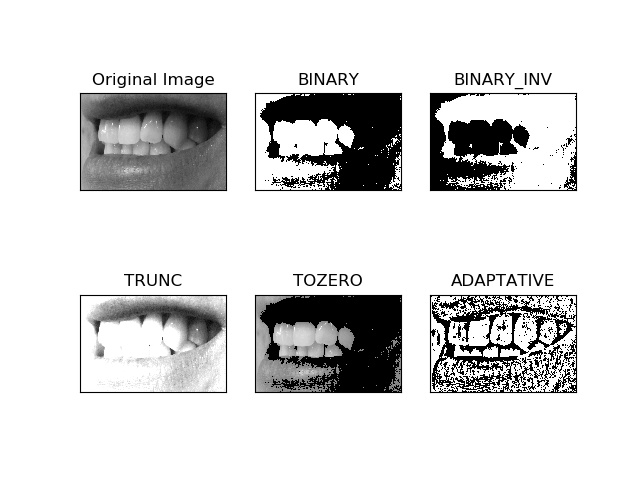 Original Image
BINARY
BINARY_INV
TRUNC
TOZERO
ADAPTATIVE